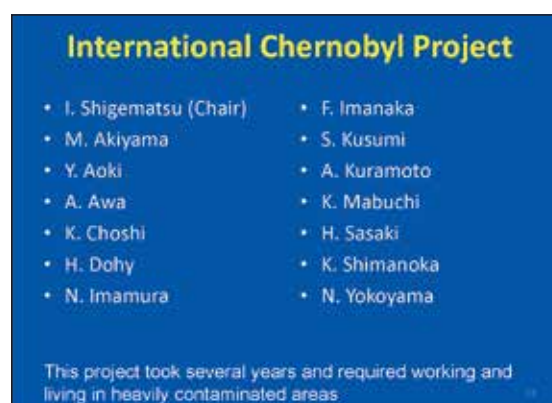 International Chernobyl Project
• I. Shigematsu (Chair)
• M. Akiyama
• Y. Aoki
• A. Awa
• K. Choshi
• H. Dohy
• N. Imamura
• F. Imanaka
• S. Kusumi
• A. Kuramoto
• K. Mabuchi
• H. Sasaki
• K. Shimanoka
• N. Yokoyama
This project took several years and required working and
living in heavily contaminated areas